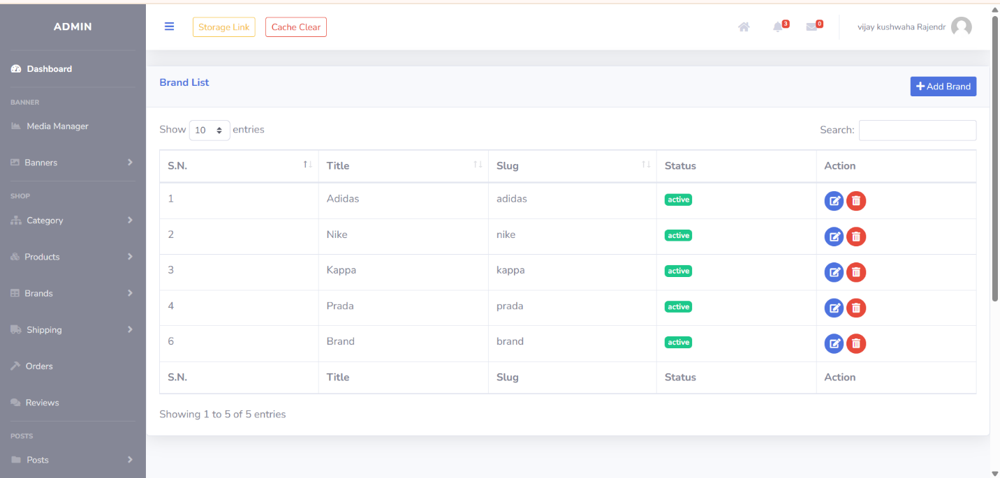 ADMIN
Storage Link
Cache Clear
3
0
vijay kushwaha Rajendr
Dashboard
BANNER
Media Manager
Banners
SHOP
Category
Products
Brands
Shipping
Orders
Reviews
POSTS
Posts
Brand List
Add Brand
Show 10 entries
Search:
S.N. Title Slug Status Action
1 Adidas adidas active
2 Nike nike active
3 Kappa kappa active
4 Prada prada active
6 Brand brand active
S.N. Title Slug Status Action
Showing 1 to 5 of 5 entries